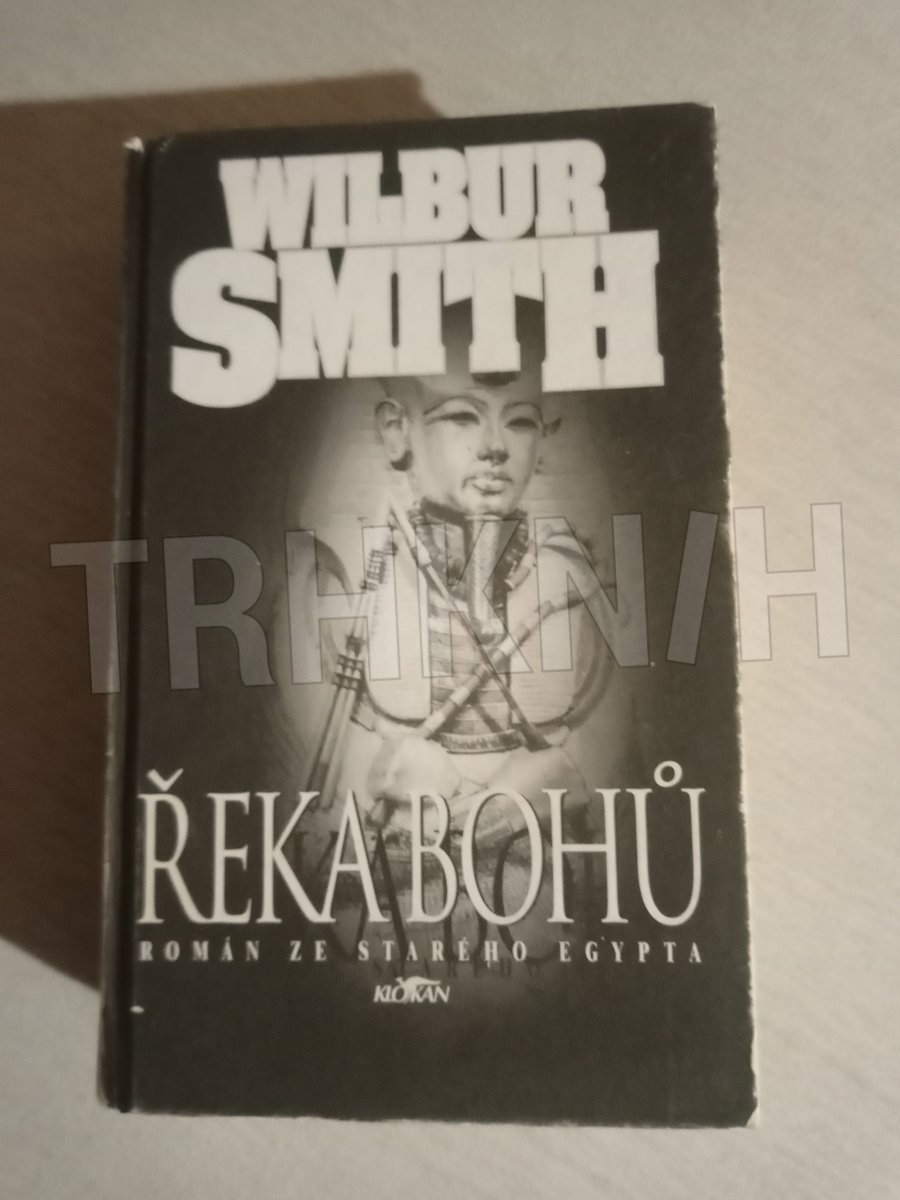 WILBUR
SMITH
TRHKNIH
ŘEKA BOHŮ
ROMÁN ZE STARÉHO EGYPTA
KLOKAN